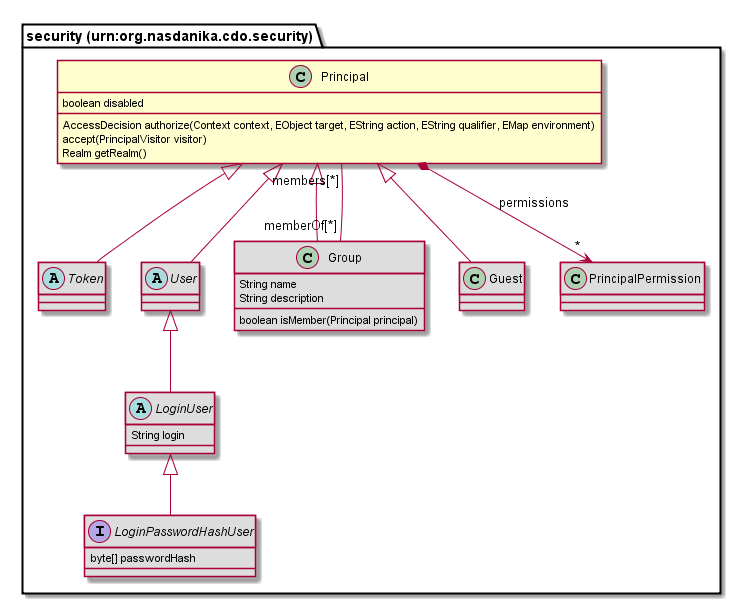 security (urn:org.nasdanika.cdo.security)
C Principal
boolean disabled
AccessDecision authorize(Context context, EObject target, EString action, EString qualifier, EMap environment)
accept(PrincipalVisitor visitor)
Realm getRealm()
members[*]
permissions
memberOf[*]
*
A Token
A User
C Group
String name
String description
boolean isMember(Principal principal)
C Guest
C PrincipalPermission
A LoginUser
String login
I LoginPasswordHashUser
byte[] passwordHash